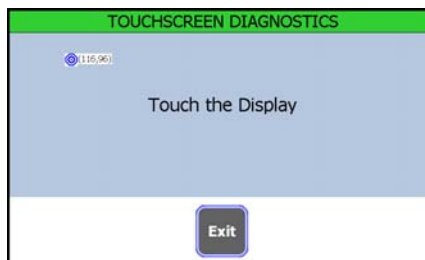 TOUCHSCREEN DIAGNOSTICS
(116,96)
Touch the Display
Exit